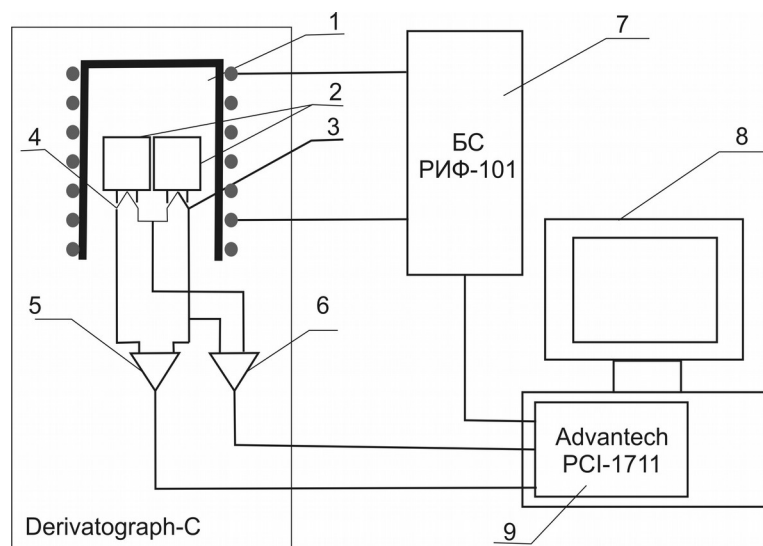 1
7
2
4
3
БС
РИФ-101
8
5
6
Advantech
PCI-1711
Derivatograph-C
9